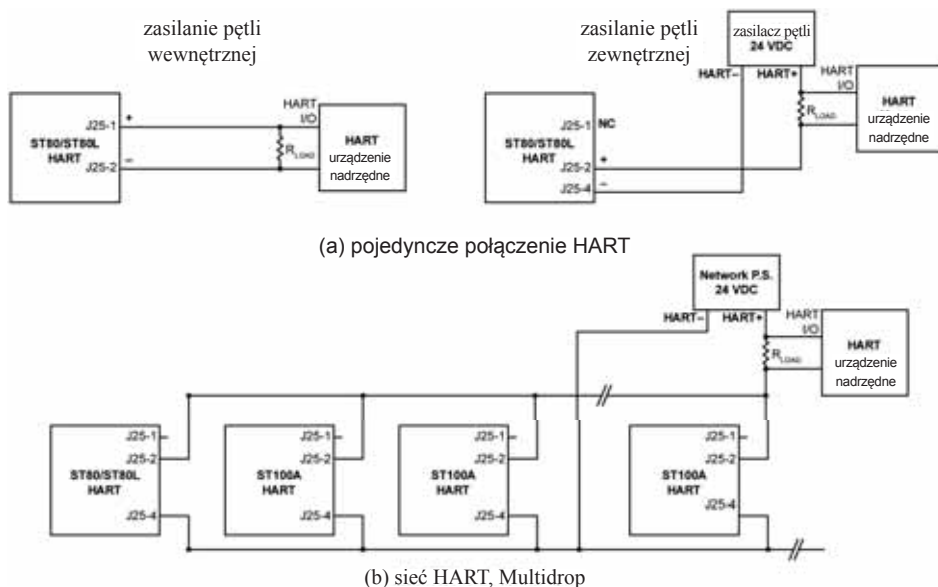 zasilanie pętli
wewnętrznej
ST80/ST80L
HART
J25-1
J25-2
+
–
R LOAD
HART
I/O
HART
urządzenie
nadrzędne
zasilanie pętli
zewnętrznej
zasilacz pętli
24 VDC
HART–
HART+
HART
I/O
R LOAD
HART
urządzenie
nadrzędne
ST80/ST80L
HART
J25-1
NC
J25-2
+
J25-4
–
(a) pojedyncze połączenie HART
Network P.S.
24 VDC
HART–
HART+
HART
I/O
R LOAD
HART
urządzenie
nadrzędne
J25-1
J25-2
ST80/ST80L
HART
J25-4
J25-1
J25-2
ST100A
HART
J25-4
J25-1
J25-2
ST100A
HART
J25-4
J25-1
J25-2
ST100A
HART
J25-4
(b) sieć HART, Multidrop